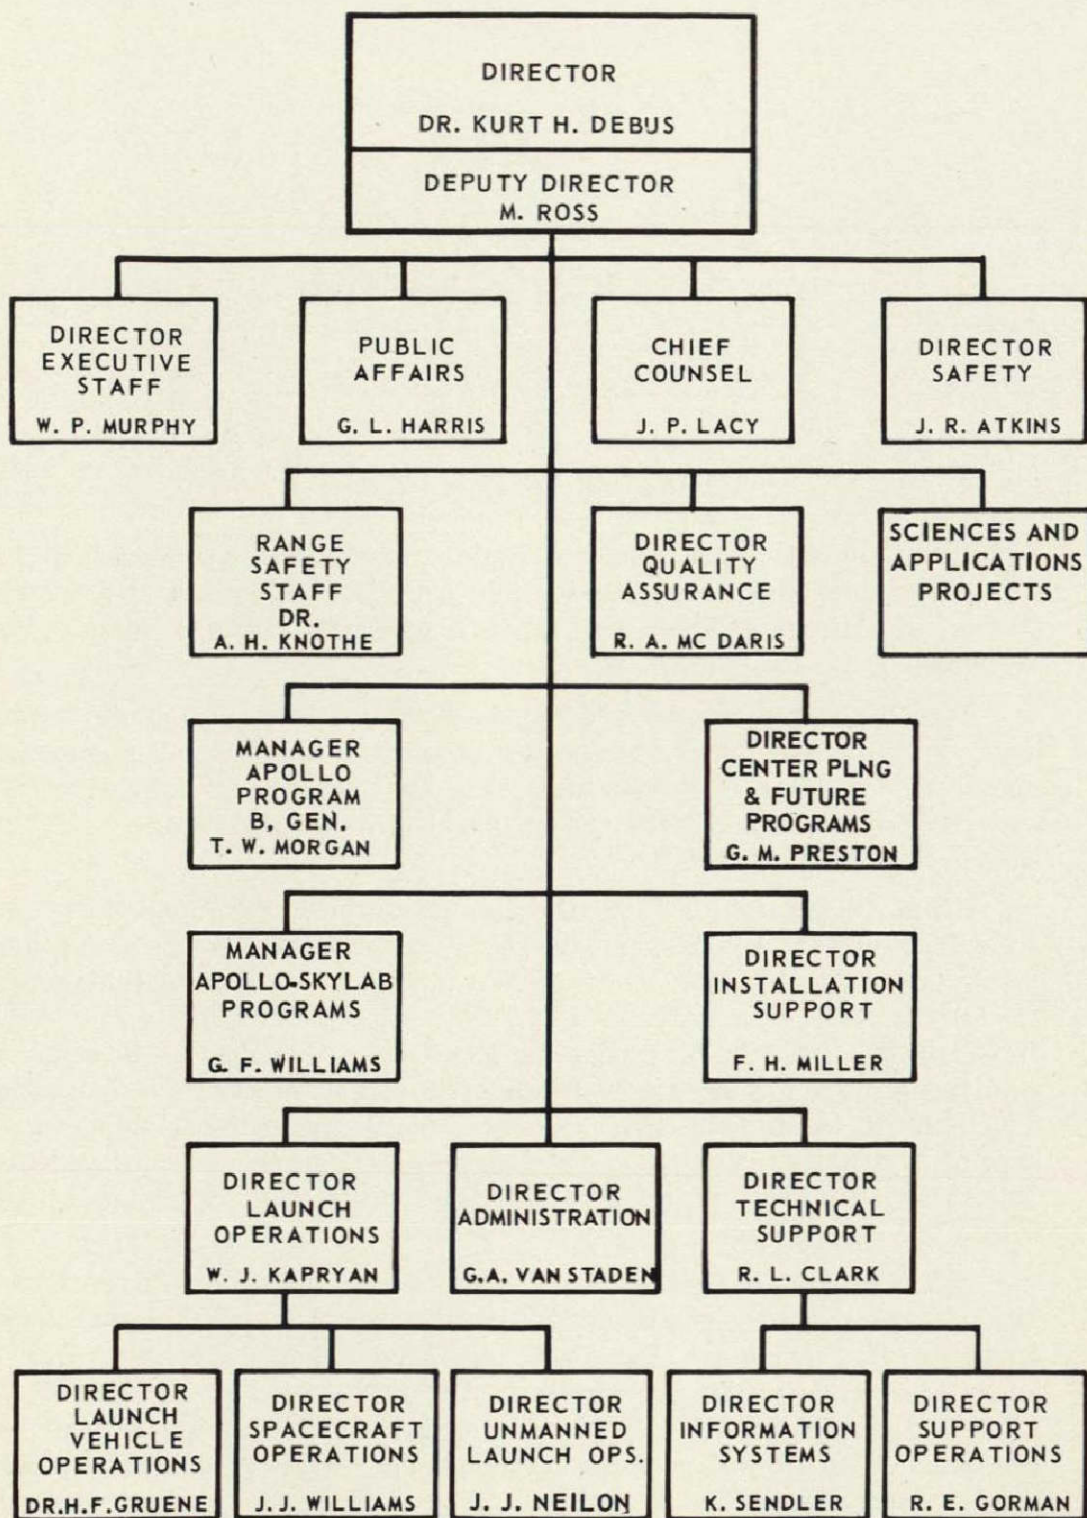 DIRECTOR
DR. KURT H. DEBUS
DEPUTY DIRECTOR
M. ROSS
DIRECTOR
EXECUTIVE
STAFF
W. P. MURPHY
PUBLIC
AFFAIRS
G. L. HARRIS
CHIEF
COUNSEL
J. P. LACY
DIRECTOR
SAFETY
J. R. ATKINS
RANGE
SAFETY
STAFF
DR.
A. H. KNOTHE
DIRECTOR
QUALITY
ASSURANCE
R. A. MC DARIS
SCIENCES AND
APPLICATIONS
PROJECTS
MANAGER
APOLLO
PROGRAM
B. GEN.
T. W. MORGAN
DIRECTOR
CENTER PLNG
& FUTURE
PROGRAMS
G. M. PRESTON
MANAGER
APOLLO-SKYLAB
PROGRAMS
G. F. WILLIAMS
DIRECTOR
INSTALLATION
SUPPORT
F. H. MILLER
DIRECTOR
LAUNCH
OPERATIONS
W. J. KAPRYAN
DIRECTOR
ADMINISTRATION
G.A. VAN STADEN
DIRECTOR
TECHNICAL
SUPPORT
R. L. CLARK
DIRECTOR
LAUNCH
VEHICLE
OPERATIONS
DR.H.F.GRUENE
DIRECTOR
SPACECRAFT
OPERATIONS
J. J. WILLIAMS
DIRECTOR
UNMANNED
LAUNCH OPS.
J. J. NEILON
DIRECTOR
INFORMATION
SYSTEMS
K. SENDLER
DIRECTOR
SUPPORT
OPERATIONS
R. E. GORMAN